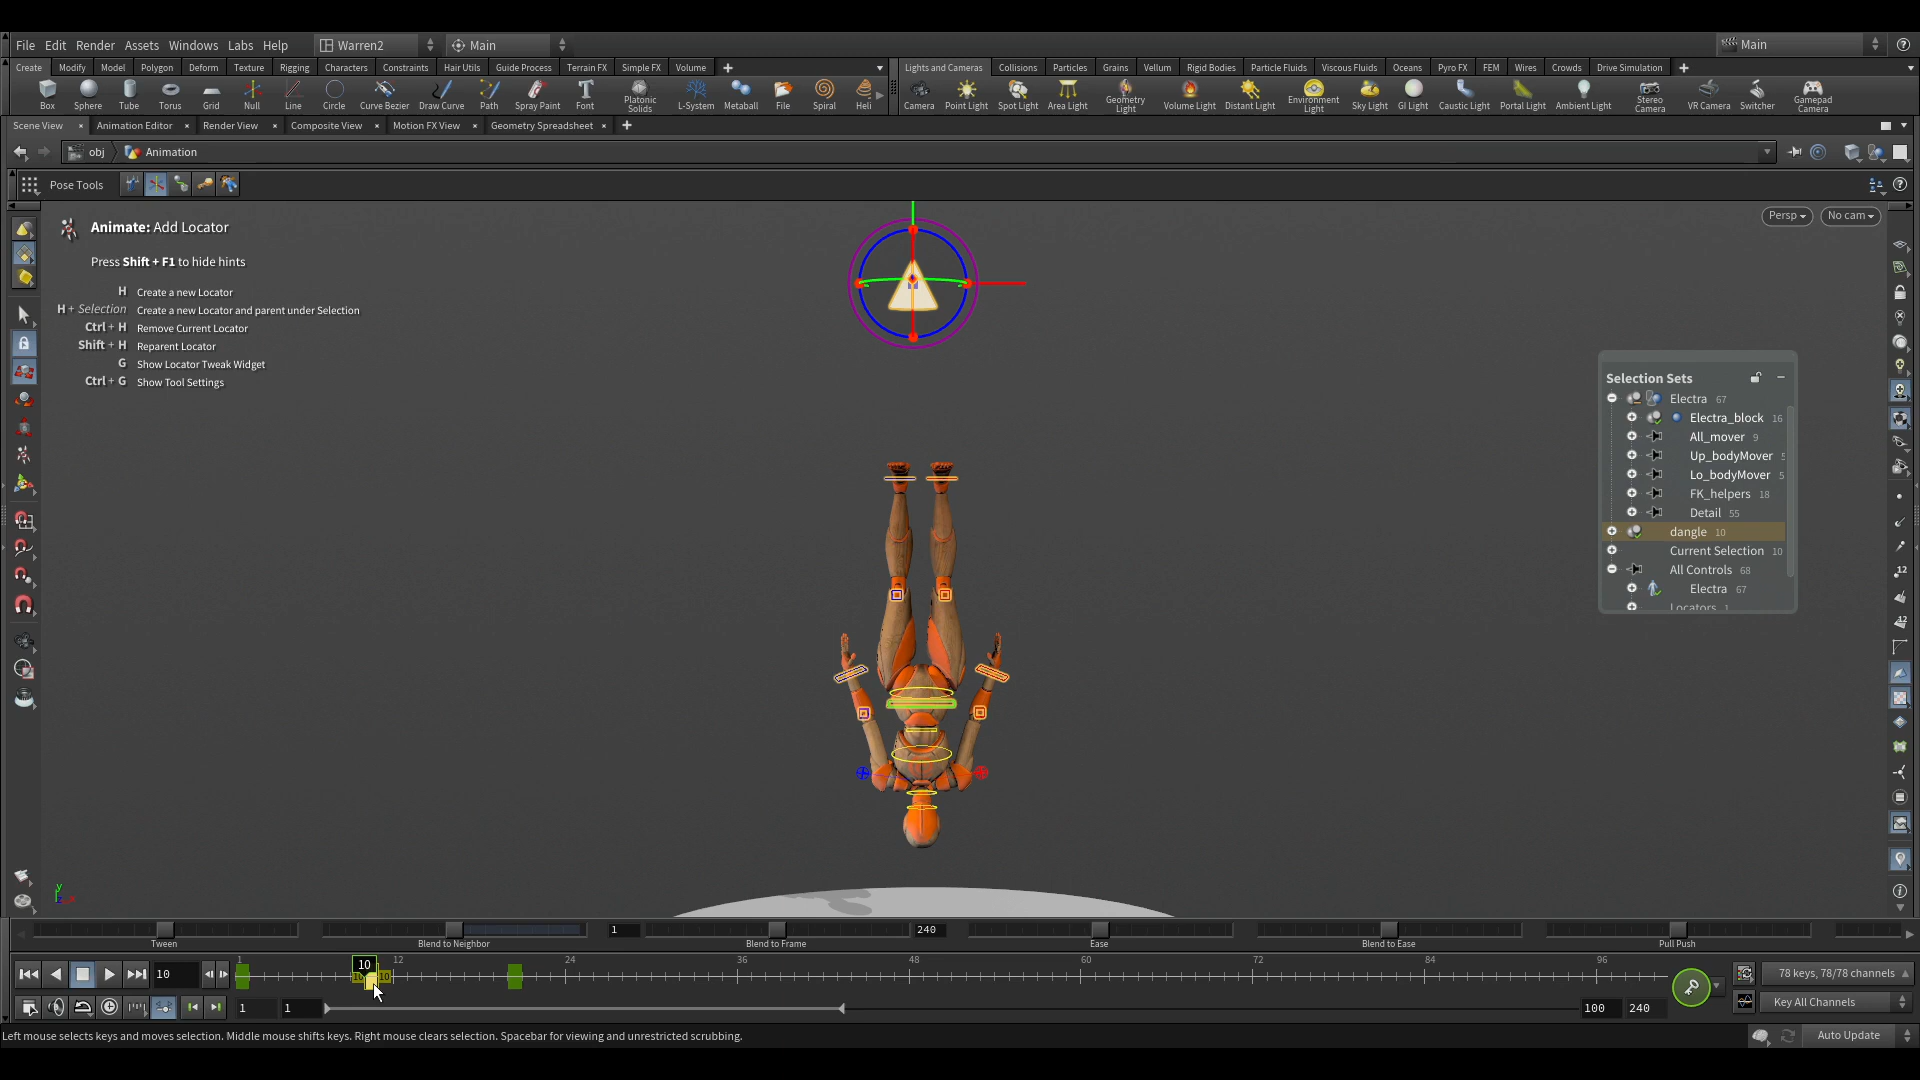 File Edit Render Assets Windows Labs Help Warren2 Main Main
Create Modify Model Polygon Deform Texture Rigging Characters Constraints Hair Utils Guide Process Terrain FX Simple FX Volume
Lights and Cameras Collisions Particles Grains Vellum Rigid Bodies Particle Fluids Viscous Fluids Oceans Pyro FX FEM Wires Crowds Drive Simulation
Box Sphere Tube Torus Grid Null Line Circle Curve Bezier Draw Curve Path Spray Paint Font Platonic Solids L-System Metaball File Spiral Heli
Camera Point Light Spot Light Area Light Geometry Light Volume Light Distant Light Environment Light Sky Light GI Light Caustic Light Portal Light Ambient Light Stereo Camera VR Camera Switcher Gamepad Camera
Scene View Animation Editor Render View Composite View Motion FX View Geometry Spreadsheet
obj Animation
Pose Tools
Persp No cam
Animate: Add Locator
Press Shift + F1 to hide hints
H Create a new Locator
H + Selection Create a new Locator and parent under Selection
Ctrl + H Remove Current Locator
Shift + H Reparent Locator
G Show Locator Tweak Widget
Ctrl + G Show Tool Settings
Selection Sets
Electra 67
Electra_block 16
All_mover 9
Up_bodyMover 5
Lo_bodyMover 5
FK_helpers 18
Detail 55
dangle 10
Current Selection 10
All Controls 68
Electra 67
Locators 1
12
12
y
1 240
Tween Blend to Neighbor Blend to Frame Ease Blend to Ease Pull Push
1 12 24 36 48 60 72 84 96
10 10 10
78 keys, 78/78 channels
1 1 100 240 Key All Channels
Left mouse selects keys and moves selection. Middle mouse shifts keys. Right mouse clears selection. Spacebar for viewing and unrestricted scrubbing.
Auto Update